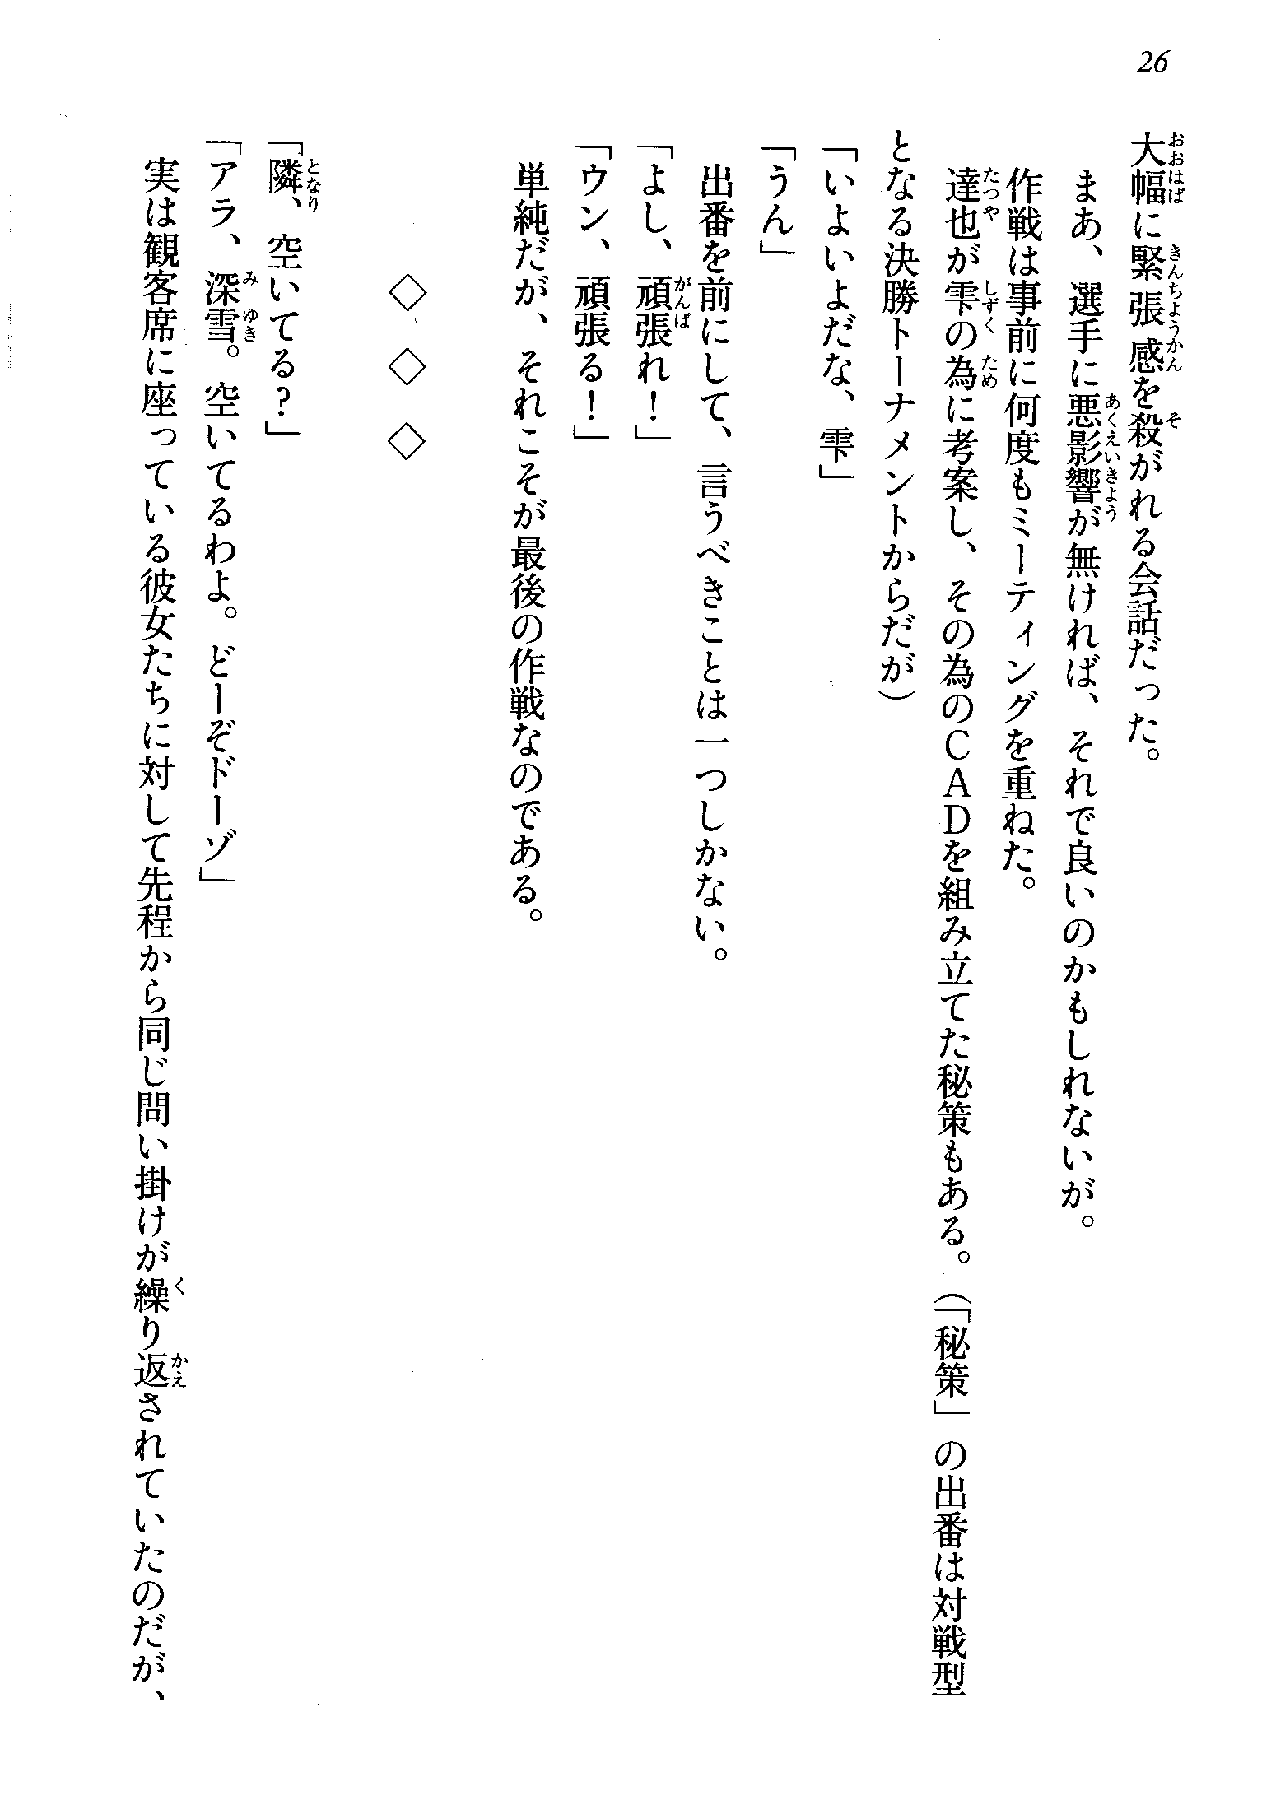 26
大幅に緊張感を殺がれる会話だった。
まあ、選手に悪影響が無ければ、それで良いのかもしれないが。
作戦は事前に何度もミーティングを重ねた。
達也が雫の為に考案し、その為のＣＡＤを組み立てた秘策もある。（「秘策」の出番は対戦型
となる決勝トーナメントからだが）
「いよいよだな、雫」
「うん」
出番を前にして、言うべきことは一つしかない。
「よし、頑張れ！」
「ウン、頑張る！」
単純だが、それこそが最後の作戦なのである。
◇ ◇ ◇
「隣、空いてる？」
「アラ、深雪。空いてるわよ。どーぞドーゾ」
実は観客席に座っている彼女たちに対して先程から同じ問い掛けが繰り返されていたのだが、